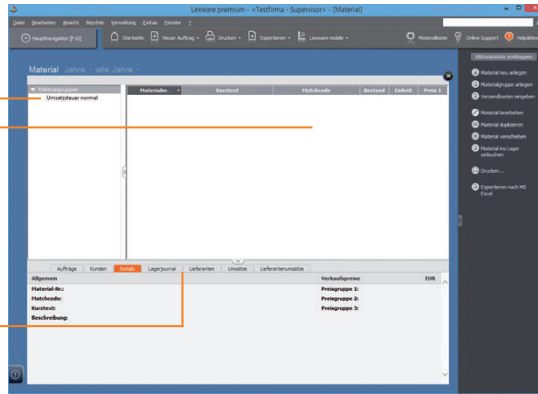 Lexware premium - <Testfirma - Supervisor> - [Material]
Datei Bearbeiten Ansicht Berichte Verwaltung Extras Fenster ?
Hauptnavigation [F10] Startseite Neuer Auftrag Drucken Exportieren Lexware mobile Materialliste Online Support
Aktionsleiste einklappen
Material Jahre - alle Jahre
Material neu anlegen
Materialgruppe anlegen
Versandkosten eingeben
Material bearbeiten
Material duplizieren
Material verschieben
Material ins Lager
einbuchen
Drucken...
Exportieren nach MS
Excel
Materialgruppen
Umsatzsteuer normal
Materialnr. Kurztext Matchcode Bestand Einheit Preis 1
Aufträge Kunden Details Lagerjournal Lieferanten Umsätze Lieferantenumsätze
Allgemein Verkaufspreise EUR
Material-Nr.: Preisgruppe 1:
Matchcode: Preisgruppe 2:
Kurztext: Preisgruppe 3:
Beschreibung: